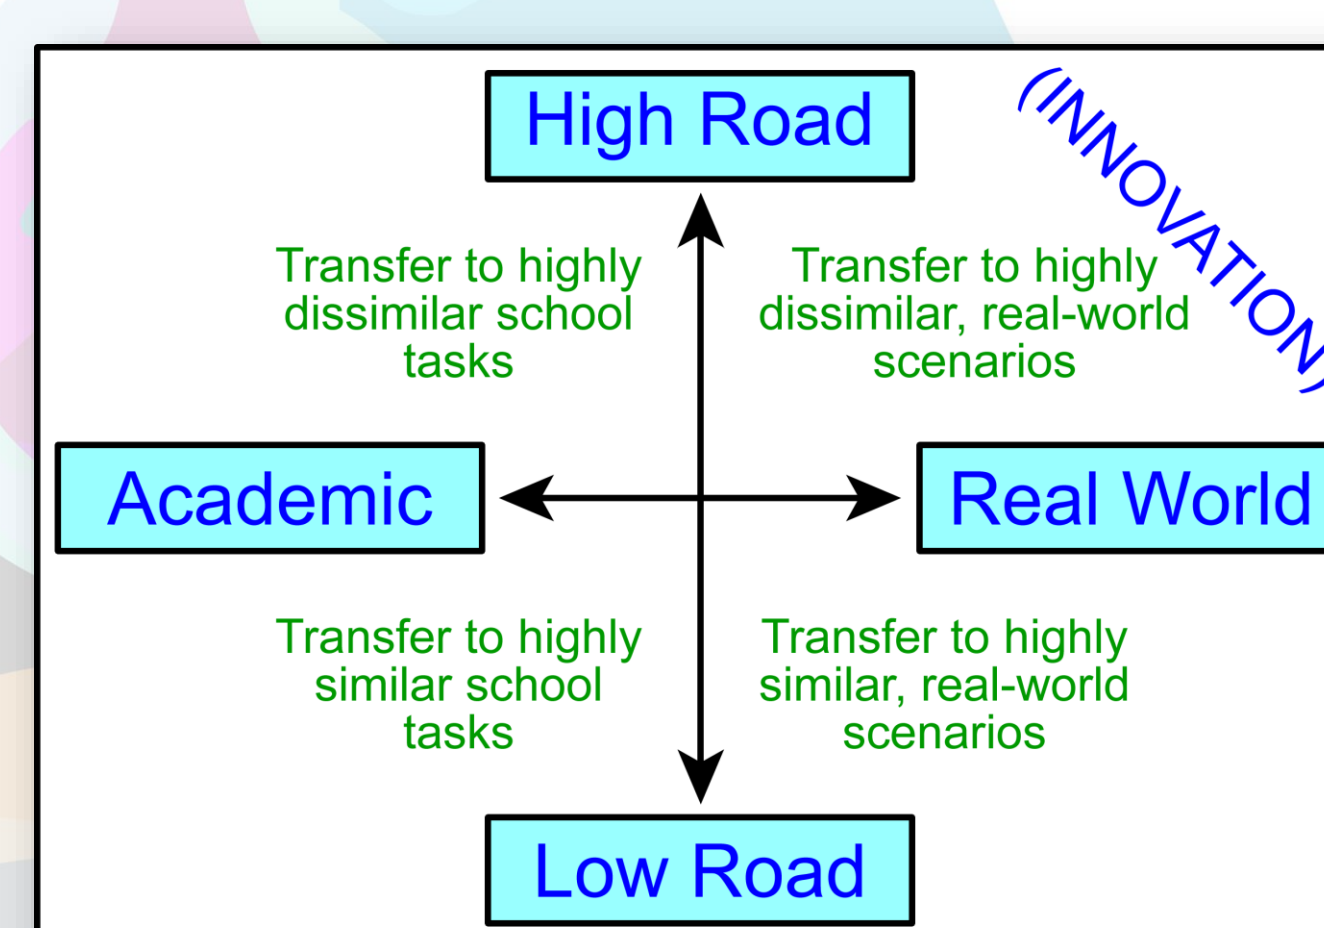 High Road
(INNOVATION)
Transfer to highly
dissimilar school
tasks
Transfer to highly
dissimilar, real-world
scenarios
Academic
Real World
Transfer to highly
similar school
tasks
Transfer to highly
similar, real-world
scenarios
Low Road